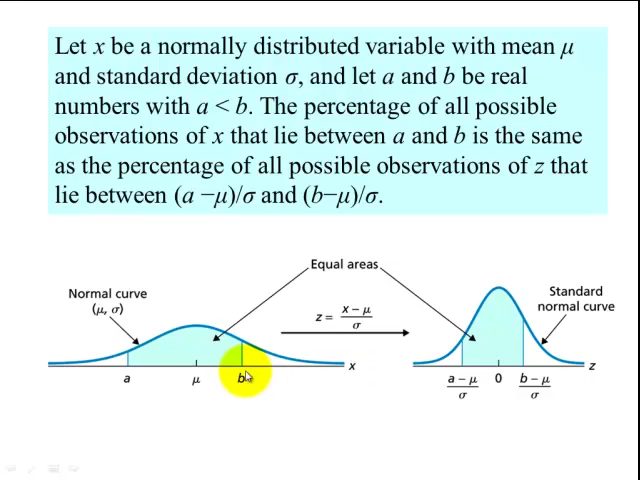 Let x be a normally distributed variable with mean μ
and standard deviation σ, and let a and b be real
numbers with a < b. The percentage of all possible
observations of x that lie between a and b is the same
as the percentage of all possible observations of z that
lie between (a −μ)/σ and (b−μ)/σ.
Equal areas
Normal curve
(μ, σ)
z = x − μ
σ
Standard
normal curve
a
μ
b
x
a − μ
σ
0
b − μ
σ
z